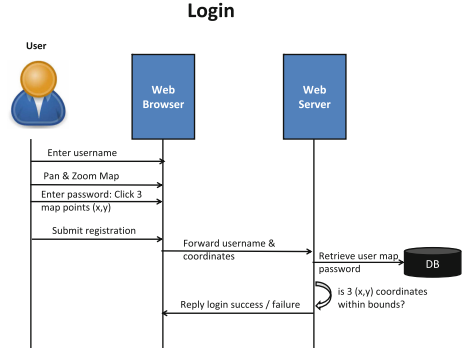 Login
User
Web
Browser
Web
Server
Enter username
Pan & Zoom Map
Enter password: Click 3
map points (x,y)
Submit registration
Forward username &
coordinates
Retrieve user map
password
DB
is 3 (x,y) coordinates
within bounds?
Reply login success / failure